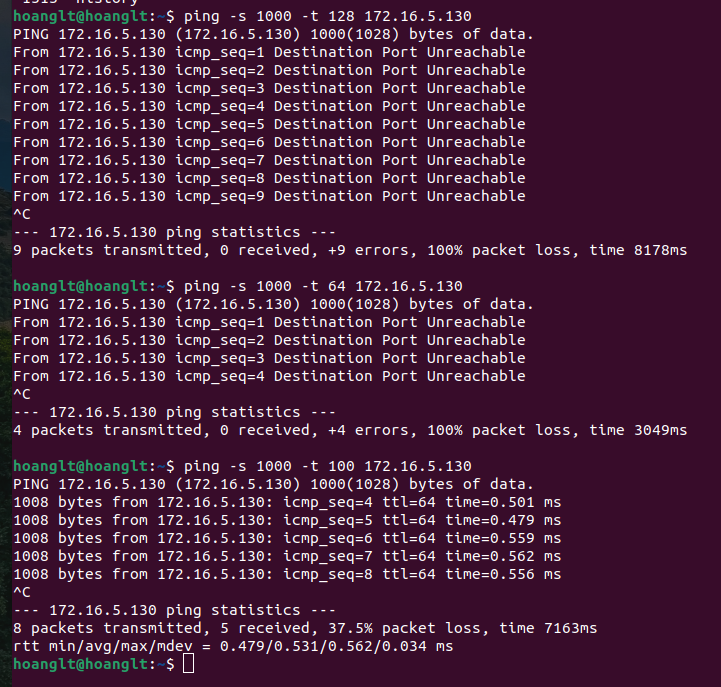 1515 history
hoanglt@hoanglt:~$ ping -s 1000 -t 128 172.16.5.130
PING 172.16.5.130 (172.16.5.130) 1000(1028) bytes of data.
From 172.16.5.130 icmp_seq=1 Destination Port Unreachable
From 172.16.5.130 icmp_seq=2 Destination Port Unreachable
From 172.16.5.130 icmp_seq=3 Destination Port Unreachable
From 172.16.5.130 icmp_seq=4 Destination Port Unreachable
From 172.16.5.130 icmp_seq=5 Destination Port Unreachable
From 172.16.5.130 icmp_seq=6 Destination Port Unreachable
From 172.16.5.130 icmp_seq=7 Destination Port Unreachable
From 172.16.5.130 icmp_seq=8 Destination Port Unreachable
From 172.16.5.130 icmp_seq=9 Destination Port Unreachable
^C
--- 172.16.5.130 ping statistics ---
9 packets transmitted, 0 received, +9 errors, 100% packet loss, time 8178ms
hoanglt@hoanglt:~$ ping -s 1000 -t 64 172.16.5.130
PING 172.16.5.130 (172.16.5.130) 1000(1028) bytes of data.
From 172.16.5.130 icmp_seq=1 Destination Port Unreachable
From 172.16.5.130 icmp_seq=2 Destination Port Unreachable
From 172.16.5.130 icmp_seq=3 Destination Port Unreachable
From 172.16.5.130 icmp_seq=4 Destination Port Unreachable
^C
--- 172.16.5.130 ping statistics ---
4 packets transmitted, 0 received, +4 errors, 100% packet loss, time 3049ms
hoanglt@hoanglt:~$ ping -s 1000 -t 100 172.16.5.130
PING 172.16.5.130 (172.16.5.130) 1000(1028) bytes of data.
1008 bytes from 172.16.5.130: icmp_seq=4 ttl=64 time=0.501 ms
1008 bytes from 172.16.5.130: icmp_seq=5 ttl=64 time=0.479 ms
1008 bytes from 172.16.5.130: icmp_seq=6 ttl=64 time=0.559 ms
1008 bytes from 172.16.5.130: icmp_seq=7 ttl=64 time=0.562 ms
1008 bytes from 172.16.5.130: icmp_seq=8 ttl=64 time=0.556 ms
^C
--- 172.16.5.130 ping statistics ---
8 packets transmitted, 5 received, 37.5% packet loss, time 7163ms
rtt min/avg/max/mdev = 0.479/0.531/0.562/0.034 ms
hoanglt@hoanglt:~$